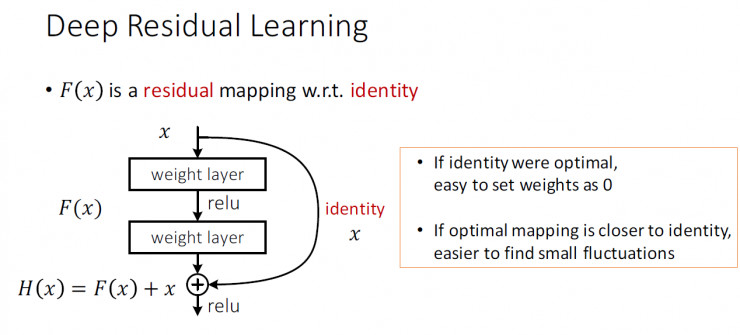 Deep Residual Learning
• F(x) is a residual mapping w.r.t. identity
x
weight layer
relu
F(x)
weight layer
identity
x
H(x) = F(x) + x
relu
• If identity were optimal,
easy to set weights as 0
• If optimal mapping is closer to identity,
easier to find small fluctuations